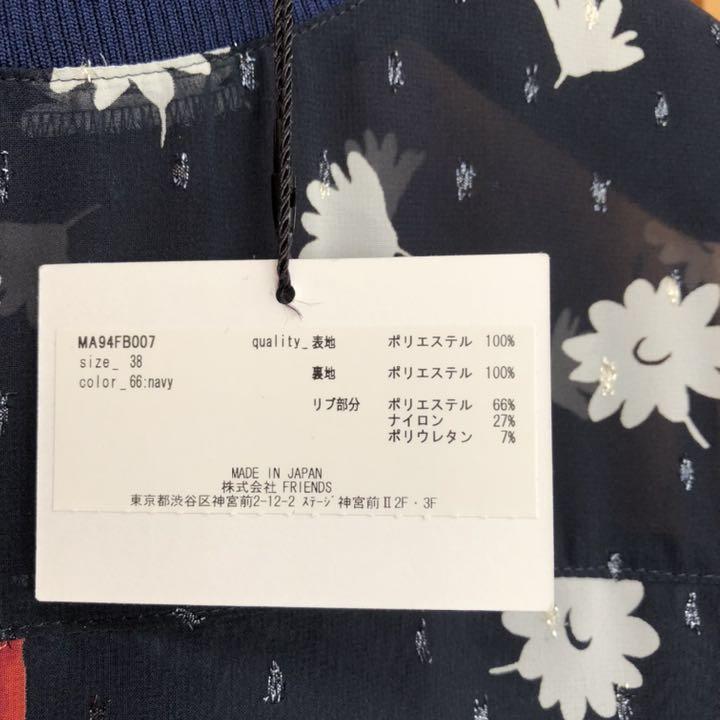 MA94FB007 quality_表地 ポリエステル 100%
size_ 38
color_66:navy 裏地 ポリエステル 100%
リブ部分 ポリエステル 66%
ナイロン 27%
ポリウレタン 7%
MADE IN JAPAN
株式会社 FRIENDS
東京都渋谷区神宮前2-12-2 ｽﾃｰｼﾞ神宮前Ⅱ2F・3F